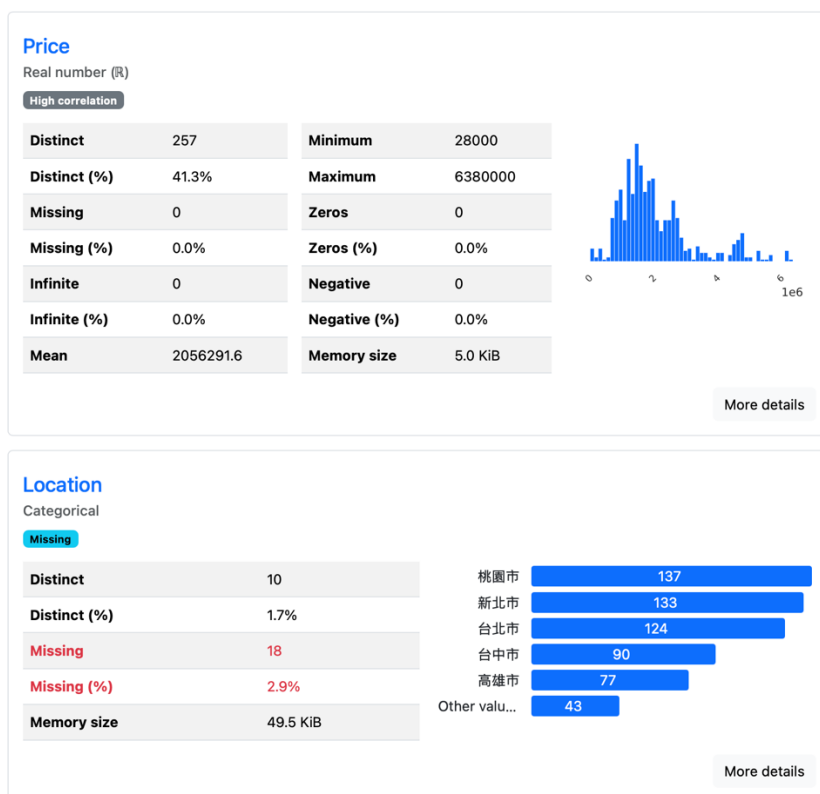 Price
Real number (ℝ)
High correlation
Distinct 257
Distinct (%) 41.3%
Missing 0
Missing (%) 0.0%
Infinite 0
Infinite (%) 0.0%
Mean 2056291.6
Minimum 28000
Maximum 6380000
Zeros 0
Zeros (%) 0.0%
Negative 0
Negative (%) 0.0%
Memory size 5.0 KiB
0 2 4 6
1e6
More details
Location
Categorical
Missing
Distinct 10
Distinct (%) 1.7%
Missing 18
Missing (%) 2.9%
Memory size 49.5 KiB
桃園市 137
新北市 133
台北市 124
台中市 90
高雄市 77
Other valu... 43
More details